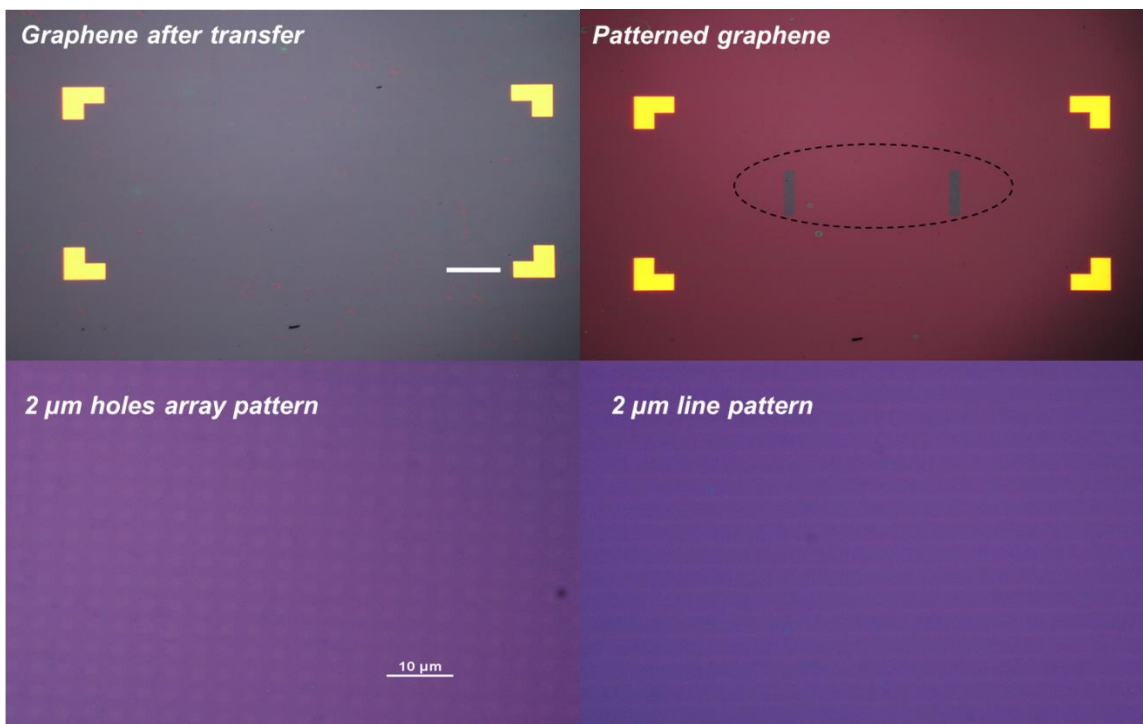 Graphene after transfer
Patterned graphene
2 µm holes array pattern
2 µm line pattern
10 µm